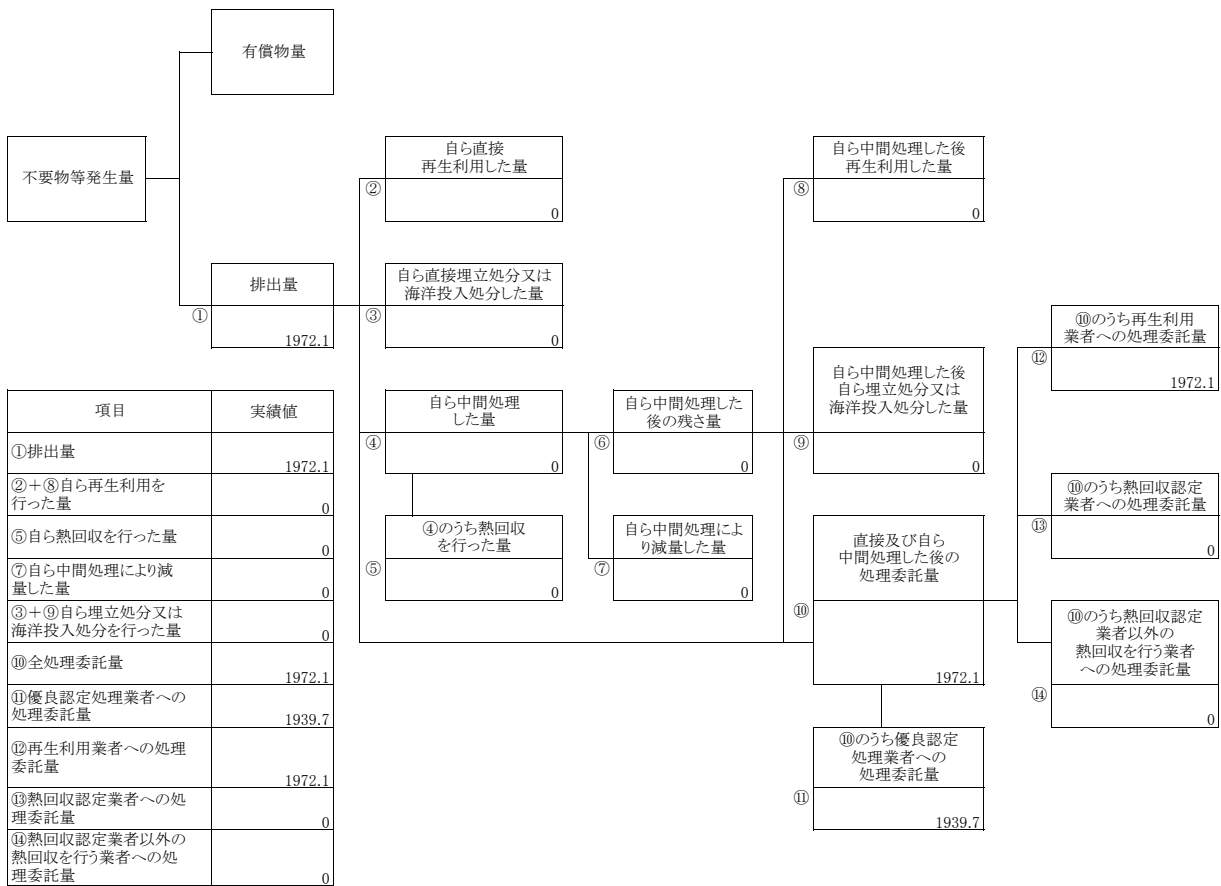 有償物量
不要物等発生量
自ら直接
再生利用した量
②
0
自ら中間処理した後
再生利用した量
⑧
0
排出量
①
1972.1
自ら直接埋立処分又は
海洋投入処分した量
③
0
⑩のうち再生利用
業者への処理委託量
⑫
1972.1
自ら中間処理
した量
④
0
自ら中間処理した
後の残さ量
⑥
0
自ら中間処理した後
自ら埋立処分又は
海洋投入処分した量
⑨
0
⑩のうち熱回収認定
業者への処理委託量
⑬
0
④のうち熱回収
を行った量
⑤
0
自ら中間処理によ
り減量した量
⑦
0
直接及び自ら
中間処理した後の
処理委託量
⑩
1972.1
⑩のうち熱回収認定
業者以外の
熱回収を行う業者
への処理委託量
⑭
0
⑩のうち優良認定
処理業者への
処理委託量
⑪
1939.7
項目 実績値
①排出量
1972.1
②+⑧自ら再生利用を
行った量
0
⑤自ら熱回収を行った量
0
⑦自ら中間処理により減
量した量
0
③+⑨自ら埋立処分又は
海洋投入処分を行った量
0
⑩全処理委託量
1972.1
⑪優良認定処理業者への
処理委託量
1939.7
⑫再生利用業者への処理
委託量
1972.1
⑬熱回収認定業者への処
理委託量
0
⑭熱回収認定業者以外の
熱回収を行う業者への処
理委託量
0